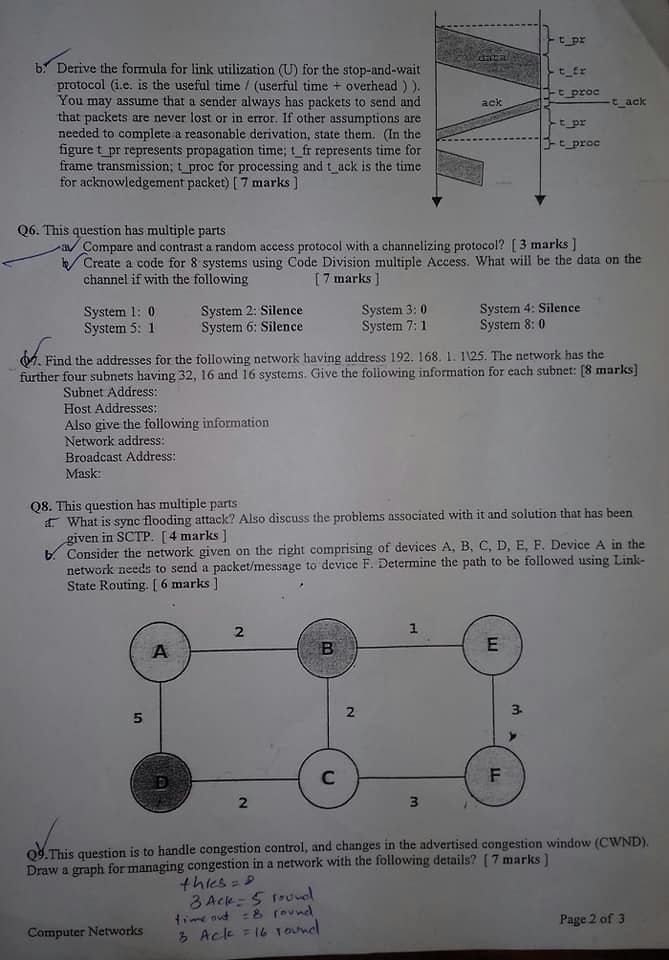 t_pr
data
b. Derive the formula for link utilization (U) for the stop-and-wait
t_fr
protocol (i.e. is the useful time / (userful time + overhead ) ).
t_proc
You may assume that a sender always has packets to send and
ack
t_ack
that packets are never lost or in error. If other assumptions are
t_pr
needed to complete a reasonable derivation, state them. (In the
t_proc
figure t_pr represents propagation time; t_fr represents time for
frame transmission; t_proc for processing and t_ack is the time
for acknowledgement packet) [ 7 marks ]
Q6. This question has multiple parts
a. Compare and contrast a random access protocol with a channelizing protocol? [ 3 marks ]
b. Create a code for 8 systems using Code Division multiple Access. What will be the data on the
channel if with the following [ 7 marks ]
System 1: 0 System 2: Silence System 3: 0 System 4: Silence
System 5: 1 System 6: Silence System 7: 1 System 8: 0
Q7. Find the addresses for the following network having address 192. 168. 1. 1\25. The network has the
further four subnets having 32, 16 and 16 systems. Give the following information for each subnet: [8 marks]
Subnet Address:
Host Addresses:
Also give the following information
Network address:
Broadcast Address:
Mask:
Q8. This question has multiple parts
a. What is sync flooding attack? Also discuss the problems associated with it and solution that has been
given in SCTP. [ 4 marks ]
b. Consider the network given on the right comprising of devices A, B, C, D, E, F. Device A in the
network needs to send a packet/message to device F. Determine the path to be followed using Link-
State Routing. [ 6 marks ]
2 1
A B E
5 2 3
D C F
2 3
Q9.This question is to handle congestion control, and changes in the advertised congestion window (CWND).
Draw a graph for managing congestion in a network with the following details? [ 7 marks ]
3 Ack = 5 round
time out = 8 round
3 Ack = 16 round
Computer Networks
Page 2 of 3